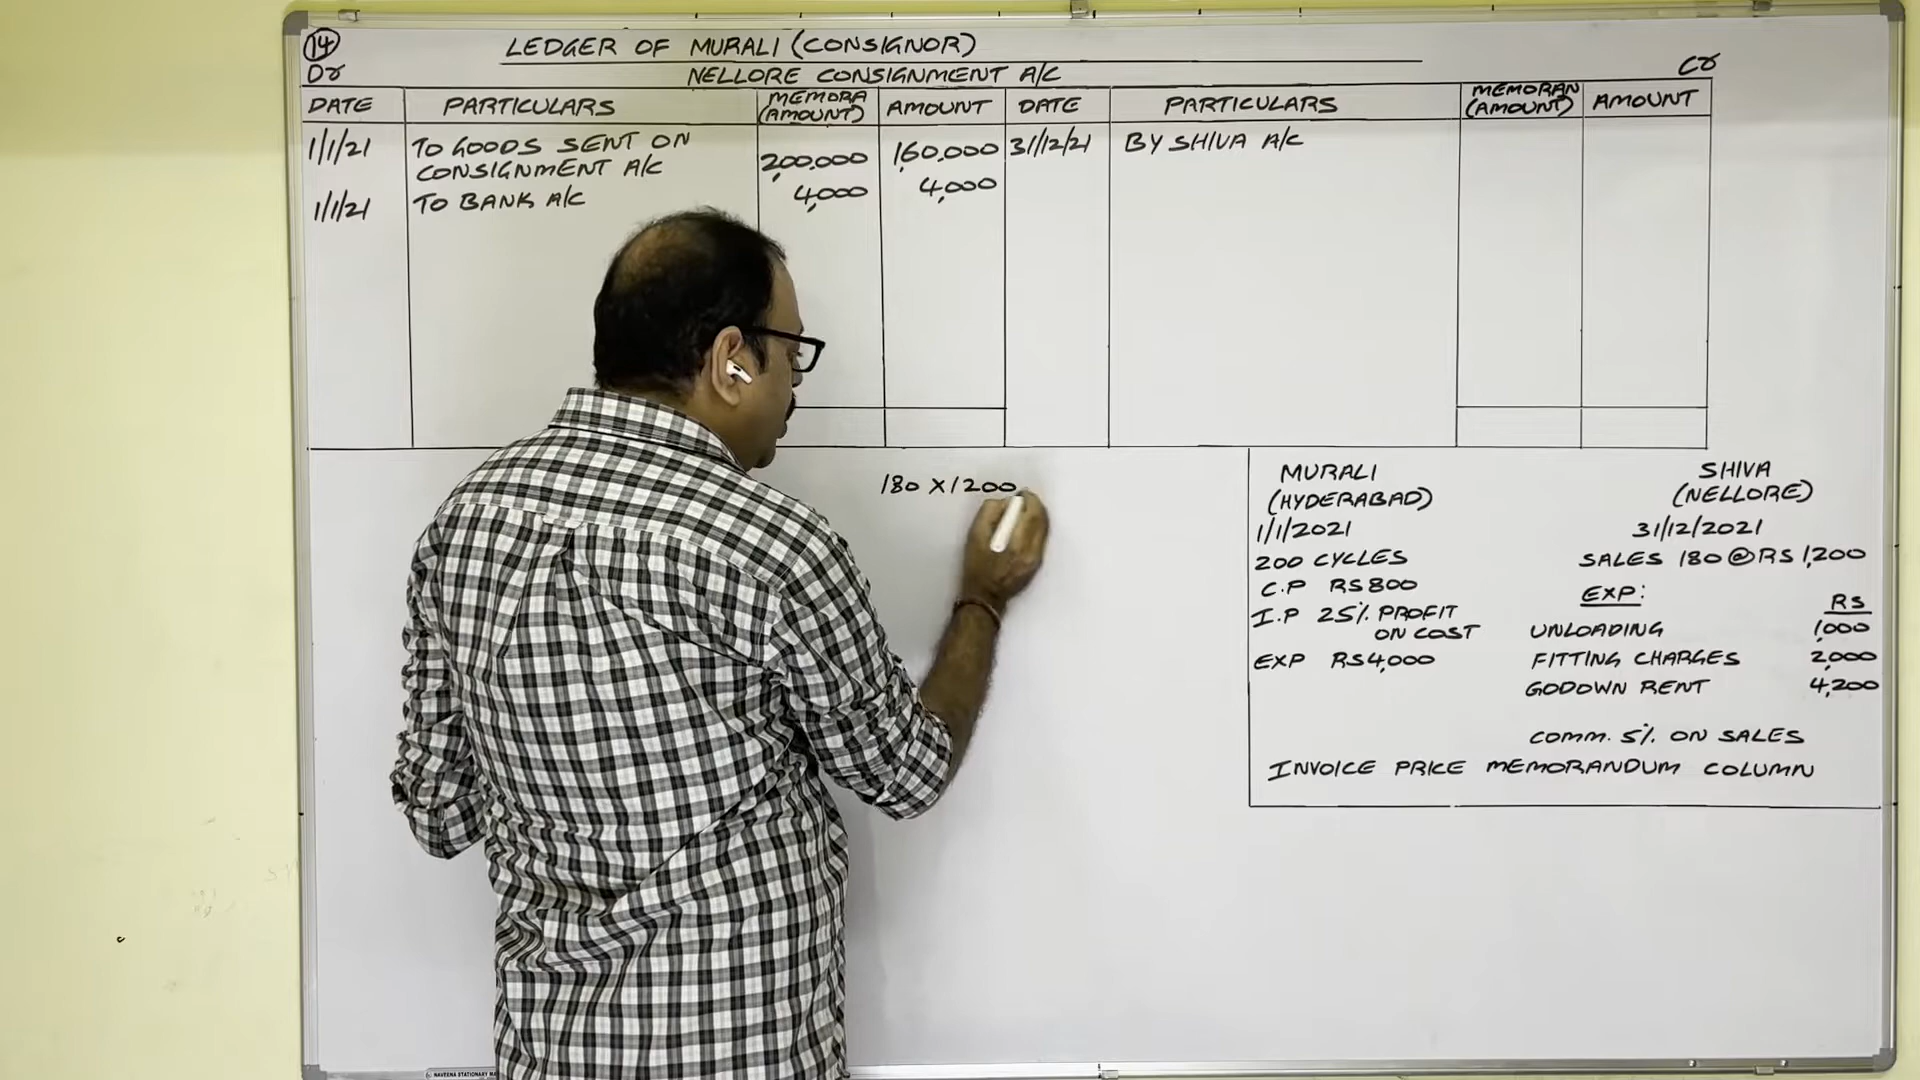 14
LEDGER OF MURALI (CONSIGNOR)
Dr
NELLORE CONSIGNMENT A/C
Cr
DATE PARTICULARS MEMORA (AMOUNT) AMOUNT DATE PARTICULARS MEMORAN (AMOUNT) AMOUNT
1/1/21 TO GOODS SENT ON CONSIGNMENT A/C 200,000 160,000 31/12/21 BY SHIVA A/C
1/1/21 TO BANK A/C 4,000 4,000
180 X 1200
MURALI
(HYDERABAD)
1/1/2021
200 CYCLES
C.P RS 800
I.P 25% PROFIT
ON COST
EXP RS 4,000
SHIVA
(NELLORE)
31/12/2021
SALES 180 @ RS 1,200
EXP:
RS
UNLOADING 1,000
FITTING CHARGES 2,000
GODOWN RENT 4,200
COMM. 5% ON SALES
INVOICE PRICE MEMORANDUM COLUMN
NAVEENA STATIONARY